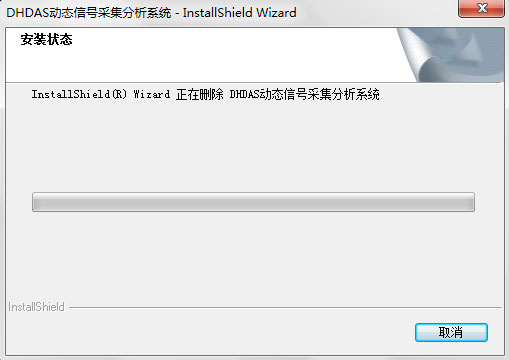 DHDAS动态信号采集分析系统 - InstallShield Wizard
安装状态
InstallShield(R) Wizard 正在删除 DHDAS动态信号采集分析系统
InstallShield
取消